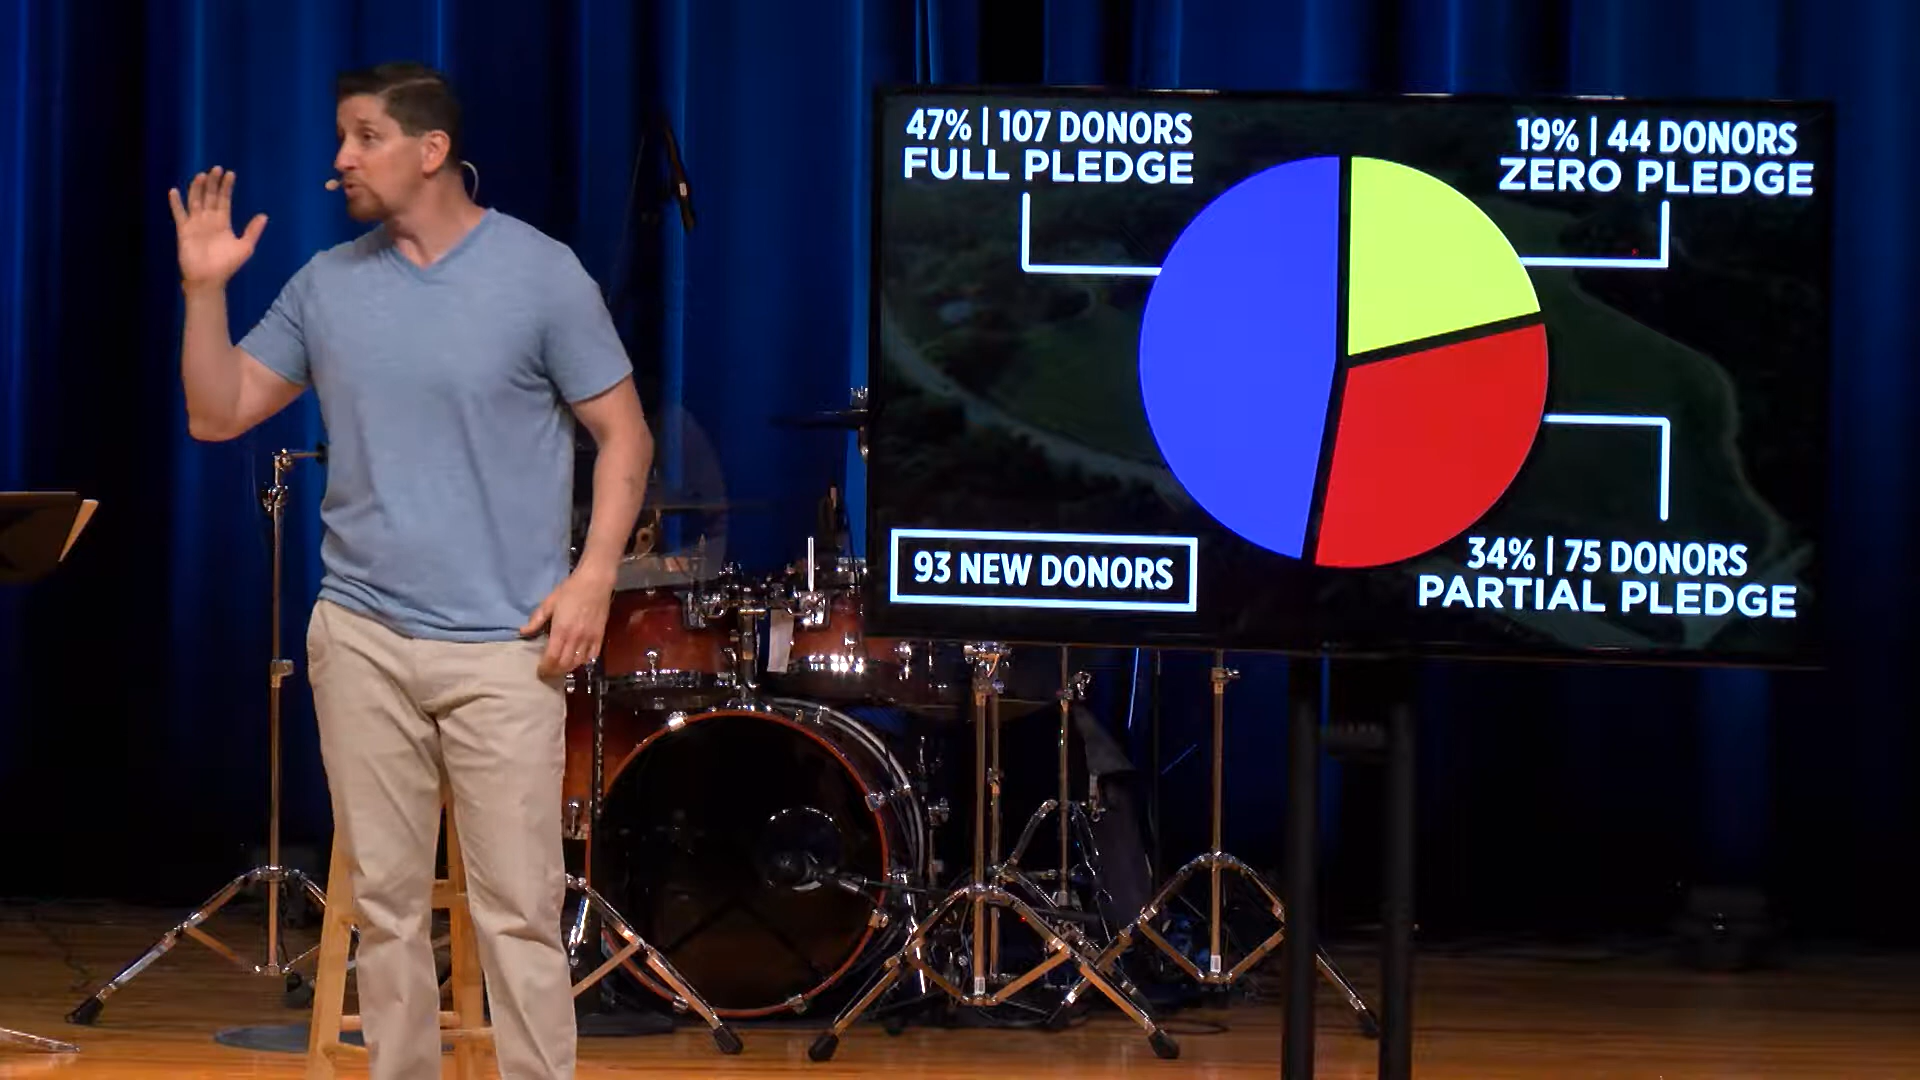 47% | 107 DONORS
FULL PLEDGE
19% | 44 DONORS
ZERO PLEDGE
93 NEW DONORS
34% | 75 DONORS
PARTIAL PLEDGE